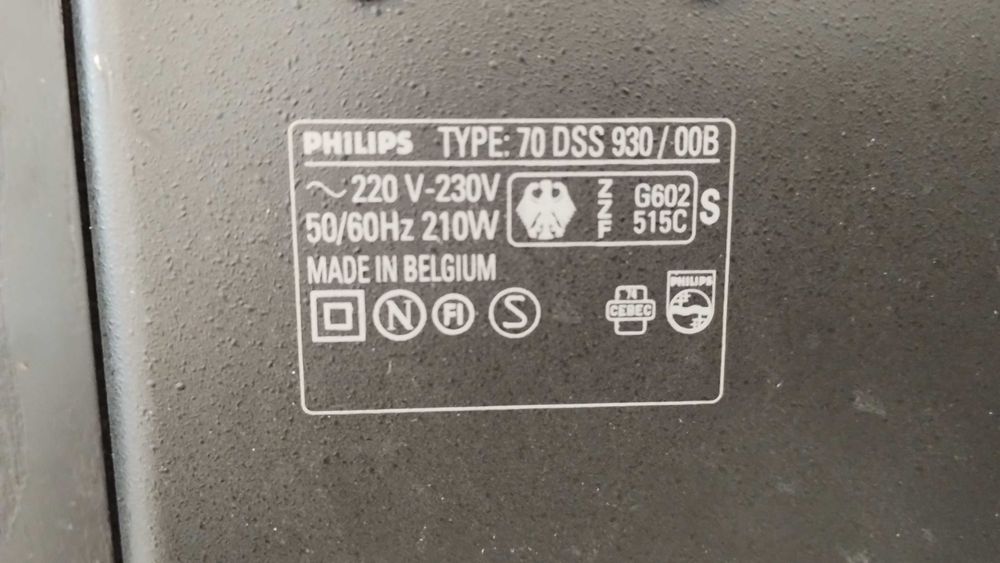 PHILIPS TYPE: 70 DSS 930 / 00B
~ 220 V-230V
50/60Hz 210W
ZZF
G602
515C
S
MADE IN BELGIUM
N FI S
CEBEC
PHILIPS